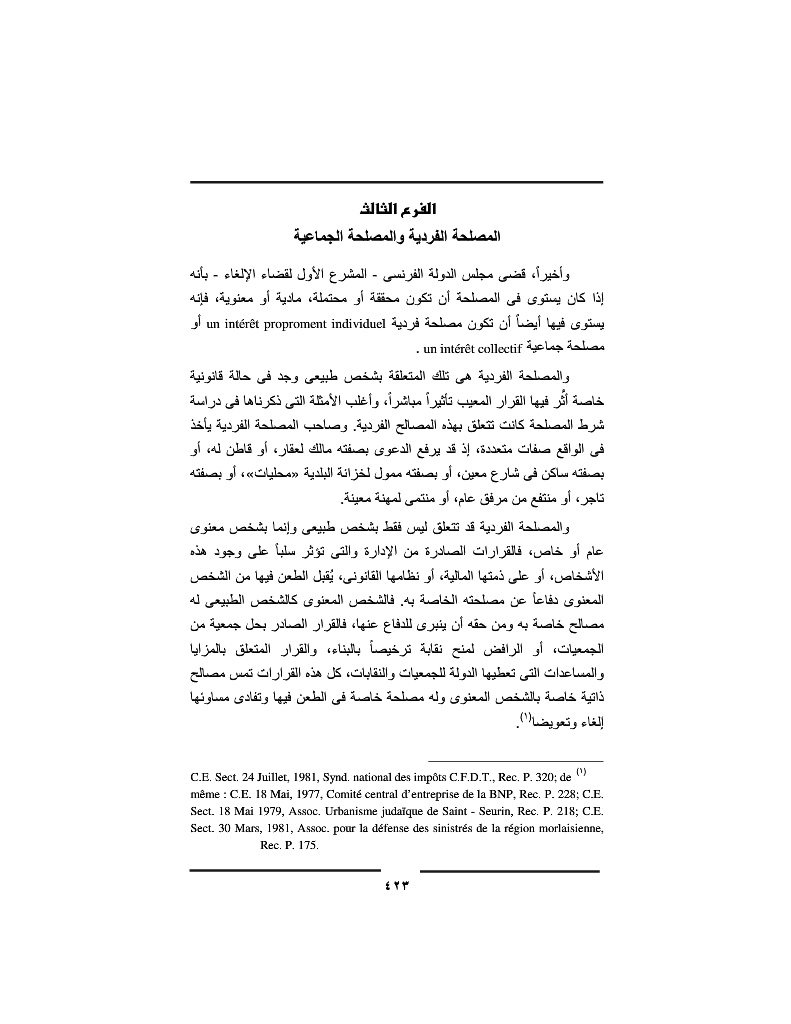 الفرع الثالث
المصلحة الفردية والمصلحة الجماعية
وأخيراً، قضى مجلس الدولة الفرنسى - المشرع الأول لقضاء الإلغاء - بأنه
إذا كان يستوى فى المصلحة أن تكون محققة أو محتملة، مادية أو معنوية، فإنه
يستوى فيها أيضاً أن تكون مصلحة فردية un intérêt proproment individuel أو
مصلحة جماعية un intérêt collectif .
والمصلحة الفردية هى تلك المتعلقة بشخص طبيعى وجد فى حالة قانونية
خاصة أثَّر فيها القرار المعيب تأثيراً مباشراً، وأغلب الأمثلة التى ذكرناها فى دراسة
شرط المصلحة كانت تتعلق بهذه المصالح الفردية. وصاحب المصلحة الفردية يأخذ
فى الواقع صفات متعددة، إذ قد يرفع الدعوى بصفته مالك لعقار، أو قاطن له، أو
بصفته ساكن فى شارع معين، أو بصفته ممول لخزانة البلدية «محليات»، أو بصفته
تاجر، أو منتفع من مرفق عام، أو منتمى لمهنة معينة.
والمصلحة الفردية قد تتعلق ليس فقط بشخص طبيعى وإنما بشخص معنوى
عام أو خاص، فالقرارات الصادرة من الإدارة والتى تؤثر سلباً على وجود هذه
الأشخاص، أو على ذمتها المالية، أو نظامها القانونى، يُقبل الطعن فيها من الشخص
المعنوى دفاعاً عن مصلحته الخاصة به. فالشخص المعنوى كالشخص الطبيعى له
مصالح خاصة به ومن حقه أن ينبرى للدفاع عنها، فالقرار الصادر بحل جمعية من
الجمعيات، أو الرافض لمنح نقابة ترخيصاً بالبناء، والقرار المتعلق بالمزايا
والمساعدات التى تعطيها الدولة للجمعيات والنقابات، كل هذه القرارات تمس مصالح
ذاتية خاصة بالشخص المعنوى وله مصلحة خاصة فى الطعن فيها وتفادى مساوئها
إلغاء وتعويضا(١).
(١) C.E. Sect. 24 Juillet, 1981, Synd. national des impôts C.F.D.T., Rec. P. 320; de
même : C.E. 18 Mai, 1977, Comité central d’entreprise de la BNP, Rec. P. 228; C.E.
Sect. 18 Mai 1979, Assoc. Urbanisme judaïque de Saint - Seurin, Rec. P. 218; C.E.
Sect. 30 Mars, 1981, Assoc. pour la défense des sinistrés de la région morlaisienne,
Rec. P. 175.
٤٢٣